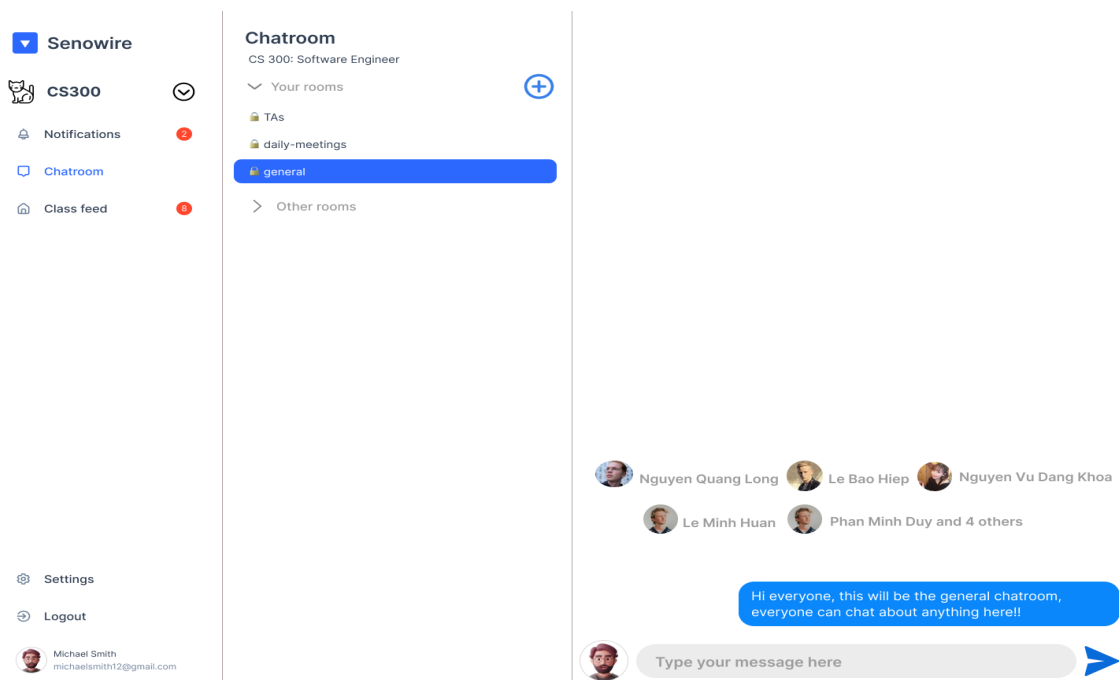 Senowire
CS300
Notifications
2
Chatroom
Class feed
8
Settings
Logout
Michael Smith
michaelsmith12@gmail.com
Chatroom
CS 300: Software Engineer
Your rooms
TAs
daily-meetings
general
Other rooms
Nguyen Quang Long
Le Bao Hiep
Nguyen Vu Dang Khoa
Le Minh Huan
Phan Minh Duy and 4 others
Hi everyone, this will be the general chatroom,
everyone can chat about anything here!!
Type your message here